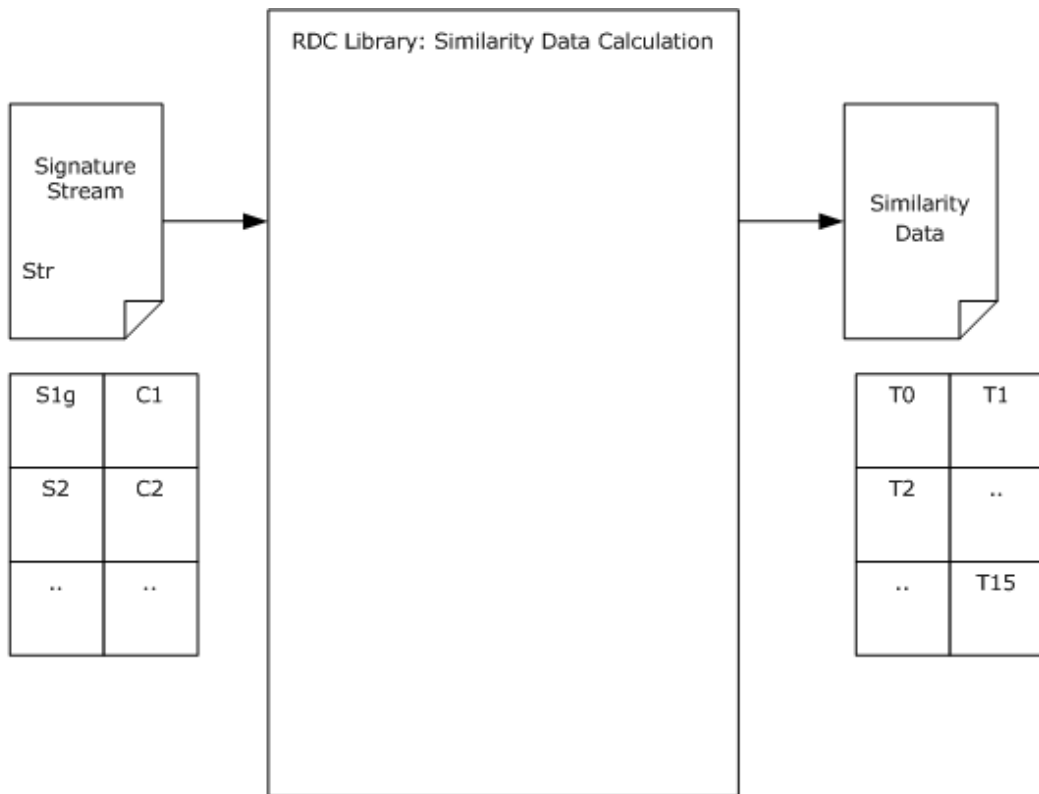 RDC Library: Similarity Data Calculation
Signature
Stream
Str
Similarity
Data
S1g C1
S2 C2
.. ..
T0 T1
T2 ..
.. T15